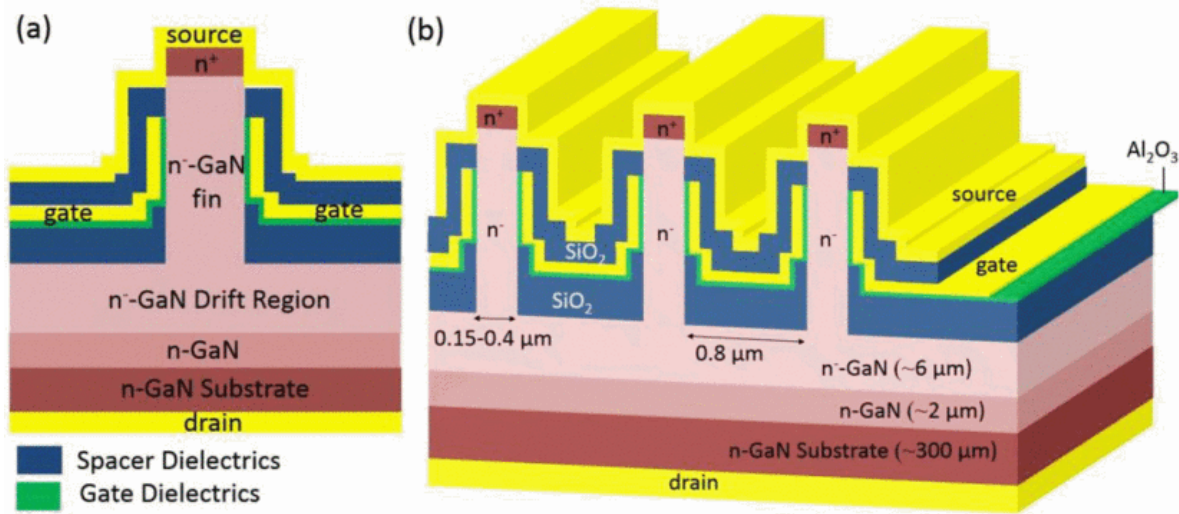 (a)
source
n⁺
n⁻-GaN
fin
gate
gate
n⁻-GaN Drift Region
n-GaN
n-GaN Substrate
drain
Spacer Dielectrics
Gate Dielectrics
(b)
n⁺
n⁺
n⁺
Al₂O₃
source
n⁻
n⁻
n⁻
SiO₂
gate
SiO₂
0.15-0.4 μm
0.8 μm
n⁻-GaN (~6 μm)
n-GaN (~2 μm)
n-GaN Substrate (~300 μm)
drain